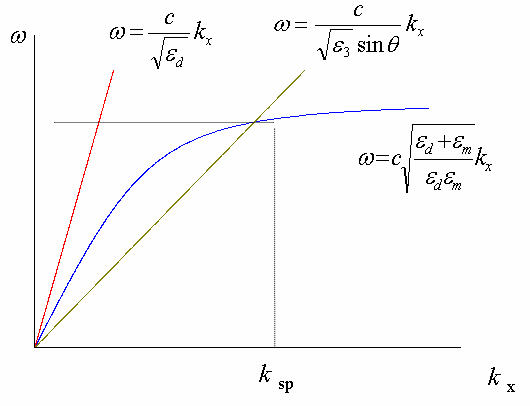 ω
ω = c/√ε_d k_x
ω = c/(√ε_3 sin θ) k_x
ω = c√((ε_d + ε_m)/(ε_d ε_m)) k_x
k_sp
k_x